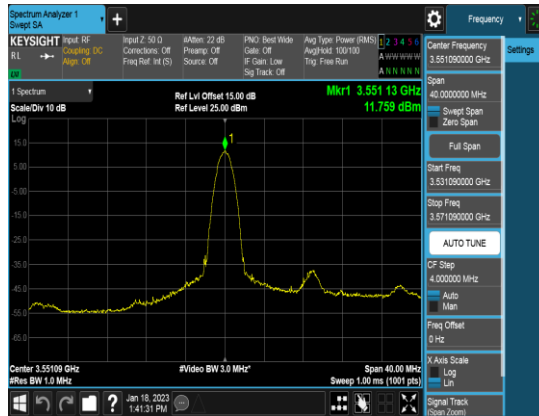 Spectrum Analyzer 1
Swept SA
+
Frequency
KEYSIGHT
RL
Input: RF
Coupling: DC
Align: Off
Input Z: 50 Ω
Corrections: Off
Freq Ref: Int (S)
#Atten: 22 dB
Preamp: Off
Source: Off
PNO: Best Wide
Gate: Off
IF Gain: Low
Sig Track: Off
Avg Type: Power (RMS)
Avg|Hold: 100/100
Trig: Free Run
1 2 3 4 5 6
A W W W W W
A N N N N N
1 Spectrum
Scale/Div 10 dB
Log
Ref Lvl Offset 15.00 dB
Ref Level 25.00 dBm
Mkr1 3.551 13 GHz
11.759 dBm
1
15.0
5.00
-5.00
-15.0
-25.0
-35.0
-45.0
-55.0
-65.0
Center 3.55109 GHz
#Res BW 1.0 MHz
#Video BW 3.0 MHz*
Span 40.00 MHz
Sweep 1.00 ms (1001 pts)
Jan 18, 2023
1:41:31 PM
?
Center Frequency
3.551090000 GHz
Settings
Span
40.0000000 MHz
Swept Span
Zero Span
Full Span
Start Freq
3.531090000 GHz
Stop Freq
3.571090000 GHz
AUTO TUNE
CF Step
4.000000 MHz
Auto
Man
Freq Offset
0 Hz
X Axis Scale
Log
Lin
Signal Track
(Span Zoom)